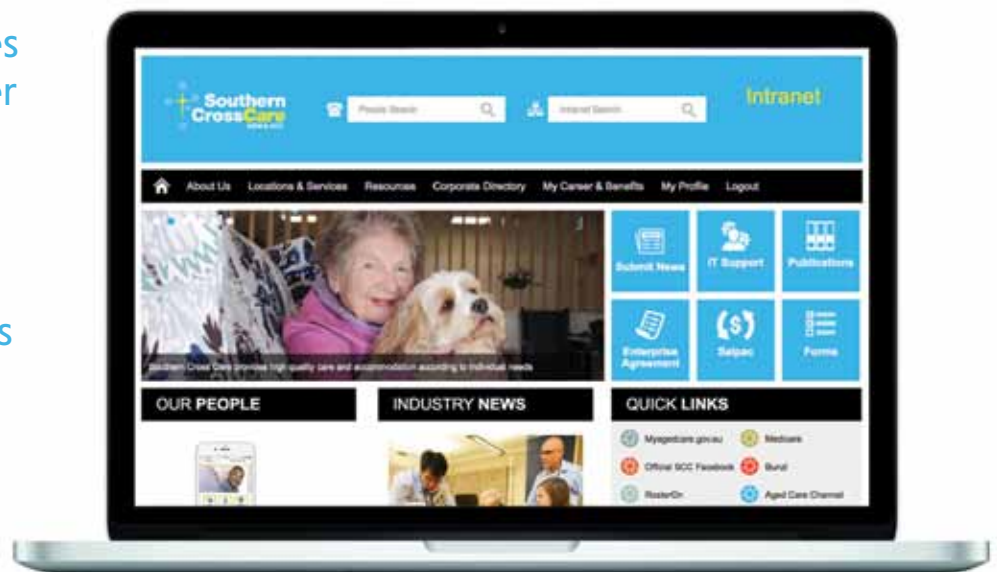 es
er
s
Southern
CrossCare
People Search
Intranet Search
Intranet
About Us Locations & Services Resources Corporate Directory My Career & Benefits My Profile Logout
Submit News
IT Support
Publications
Southern Cross Care provides high quality care and accommodation according to individual needs
Enterprise
Agreement
Salpac
Forms
OUR PEOPLE
INDUSTRY NEWS
QUICK LINKS
Myagedcare.gov.au
Medicare
Official SCC Facebook
Burzi
RosterOn
Aged Care Channel